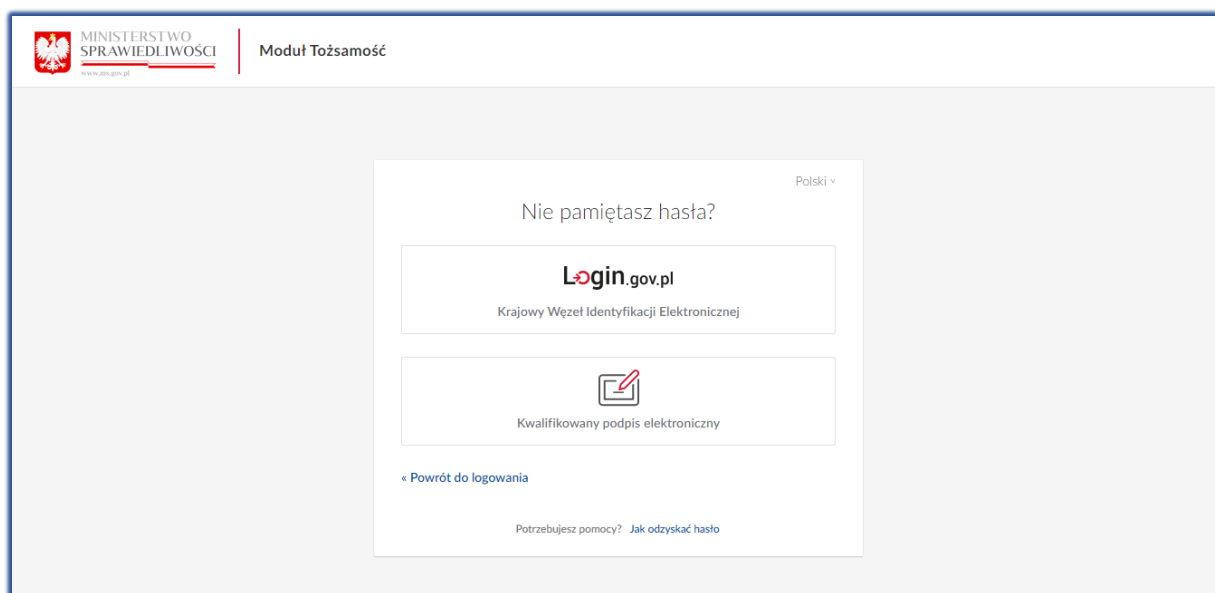 MINISTERSTWO
SPRAWIEDLIWOŚCI
www.ms.gov.pl
Moduł Tożsamość
Polski
Nie pamiętasz hasła?
Login.gov.pl
Krajowy Węzeł Identyfikacji Elektronicznej
Kwalifikowany podpis elektroniczny
« Powrót do logowania
Potrzebujesz pomocy? Jak odzyskać hasło